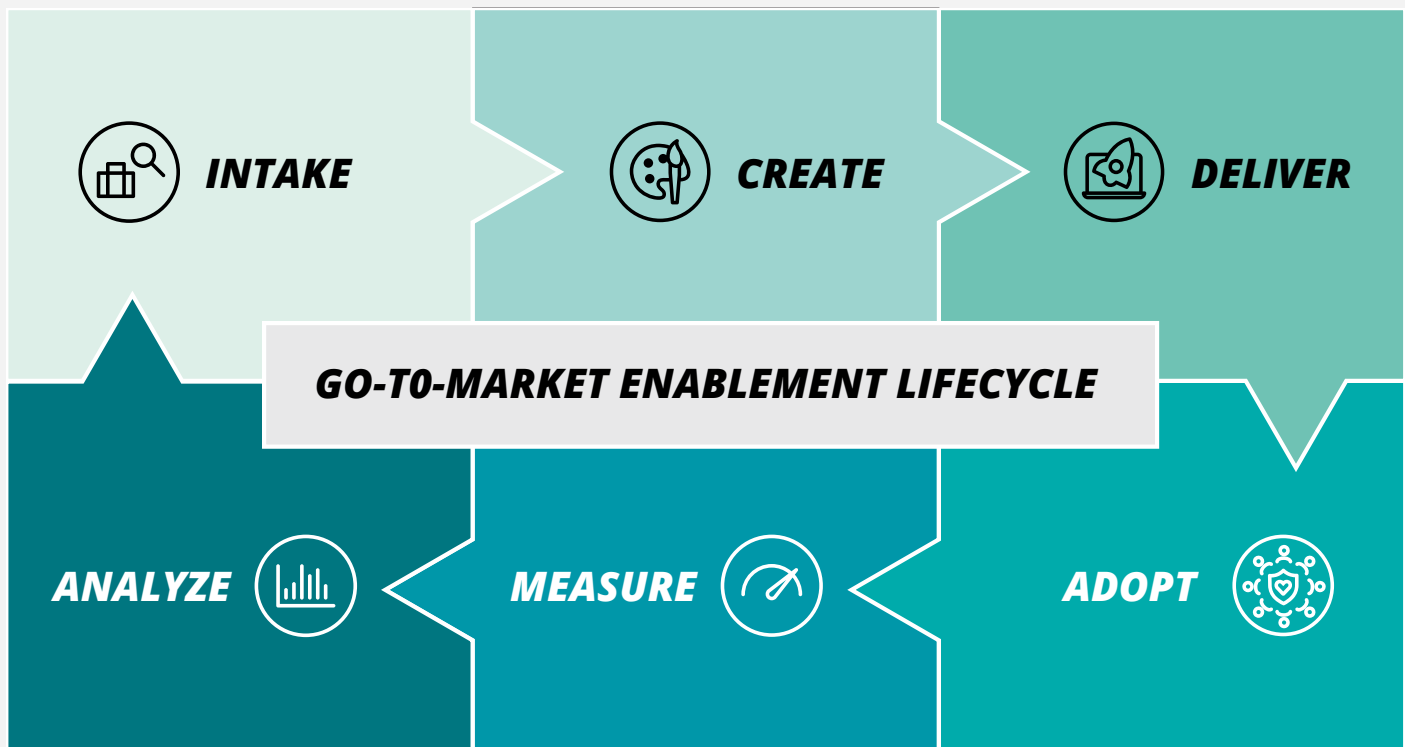 INTAKE
CREATE
DELIVER
GO-T0-MARKET ENABLEMENT LIFECYCLE
ANALYZE
MEASURE
ADOPT